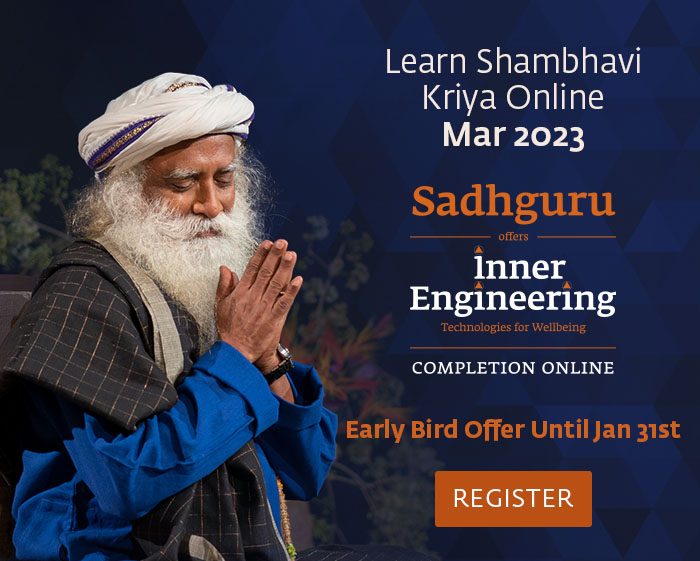 Learn Shambhavi
Kriya Online
Mar 2023
Sadhguru
offers
inner
Engineering
Technologies for Wellbeing
COMPLETION ONLINE
Early Bird Offer Until Jan 31st
REGISTER